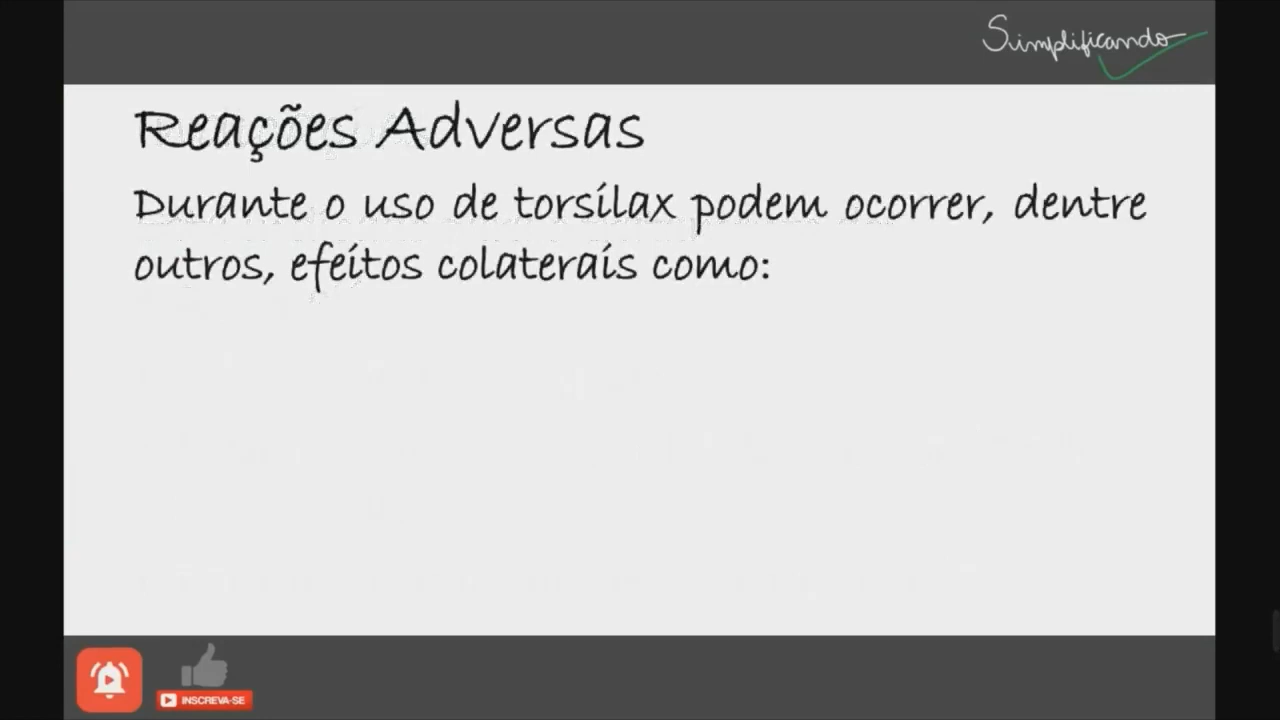 Simplificando
Reações Adversas
Durante o uso de torsilax podem ocorrer, dentre
outros, efeitos colaterais como:
INSCREVA-SE